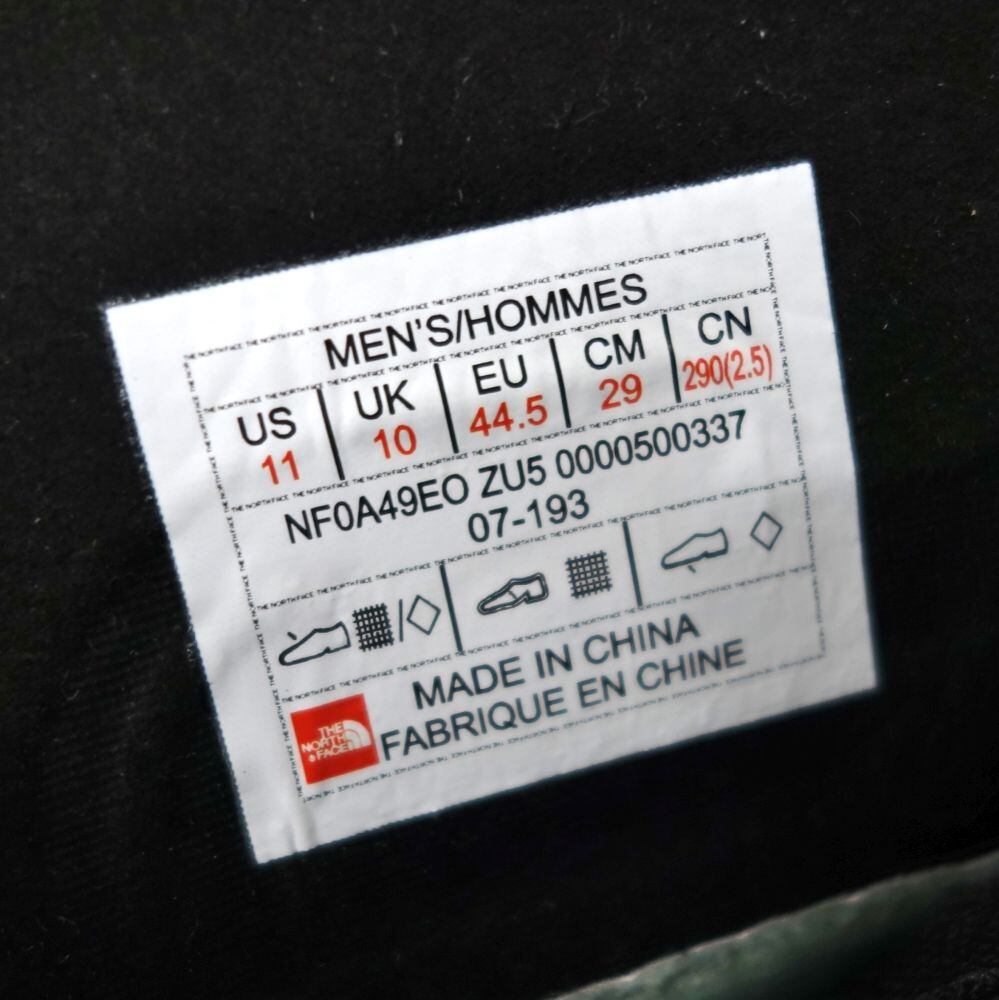 MEN'S/HOMMES
US UK EU CM CN
11 10 44.5 29 290(2.5)
NF0A49EO ZU5 0000500337
07-193
/
MADE IN CHINA
FABRIQUE EN CHINE
THE
NORTH
FACE